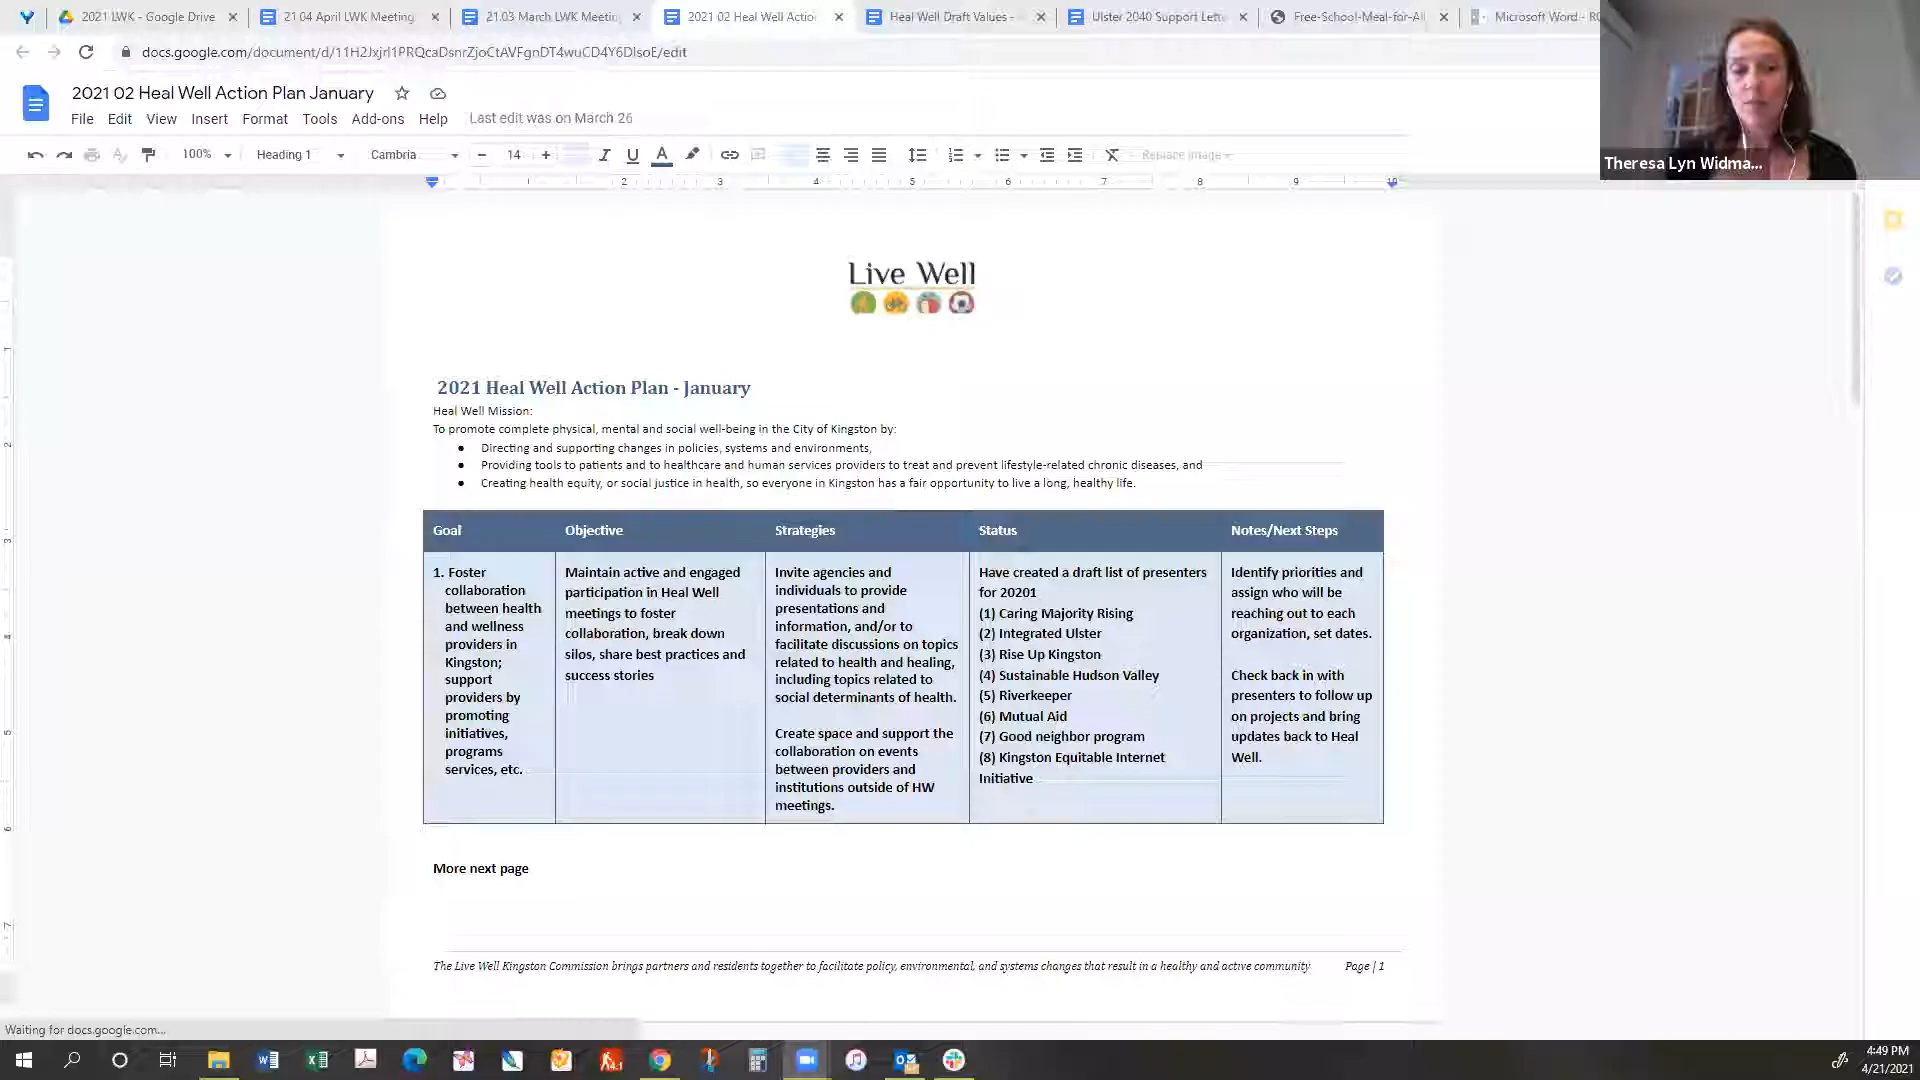 2021 LWK - Google Drive
21 04 April LWK Meeting
21.03 March LWK Meetin
2021 02 Heal Well Actio
Heal Well Draft Values -
Ulster 2040 Support Lett
Free-School-Meal-for-All
Microsoft Word - RO
docs.google.com/document/d/11H2Jxjrl1PRQcaDsnrZjoCtAVFgnDT4wuCD4Y6DlsoE/edit
2021 02 Heal Well Action Plan January
File Edit View Insert Format Tools Add-ons Help Last edit was on March 26
100% Heading 1 Cambria 14 Replace image
2 3 4 5 6 7 8 9 10
Theresa Lyn Widma...
Live Well
2021 Heal Well Action Plan - January
Heal Well Mission:
To promote complete physical, mental and social well-being in the City of Kingston by:
● Directing and supporting changes in policies, systems and environments,
● Providing tools to patients and to healthcare and human services providers to treat and prevent lifestyle-related chronic diseases, and
● Creating health equity, or social justice in health, so everyone in Kingston has a fair opportunity to live a long, healthy life.
Goal Objective Strategies Status Notes/Next Steps
1. Foster
collaboration
between health
and wellness
providers in
Kingston;
support
providers by
promoting
initiatives,
programs
services, etc.
Maintain active and engaged
participation in Heal Well
meetings to foster
collaboration, break down
silos, share best practices and
success stories
Invite agencies and
individuals to provide
presentations and
information, and/or to
facilitate discussions on topics
related to health and healing,
including topics related to
social determinants of health.
Create space and support the
collaboration on events
between providers and
institutions outside of HW
meetings.
Have created a draft list of presenters
for 20201
(1) Caring Majority Rising
(2) Integrated Ulster
(3) Rise Up Kingston
(4) Sustainable Hudson Valley
(5) Riverkeeper
(6) Mutual Aid
(7) Good neighbor program
(8) Kingston Equitable Internet
Initiative
Identify priorities and
assign who will be
reaching out to each
organization, set dates.
Check back in with
presenters to follow up
on projects and bring
updates back to Heal
Well.
More next page
The Live Well Kingston Commission brings partners and residents together to facilitate policy, environmental, and systems changes that result in a healthy and active community
Page | 1
Waiting for docs.google.com...
4:49 PM
4/21/2021